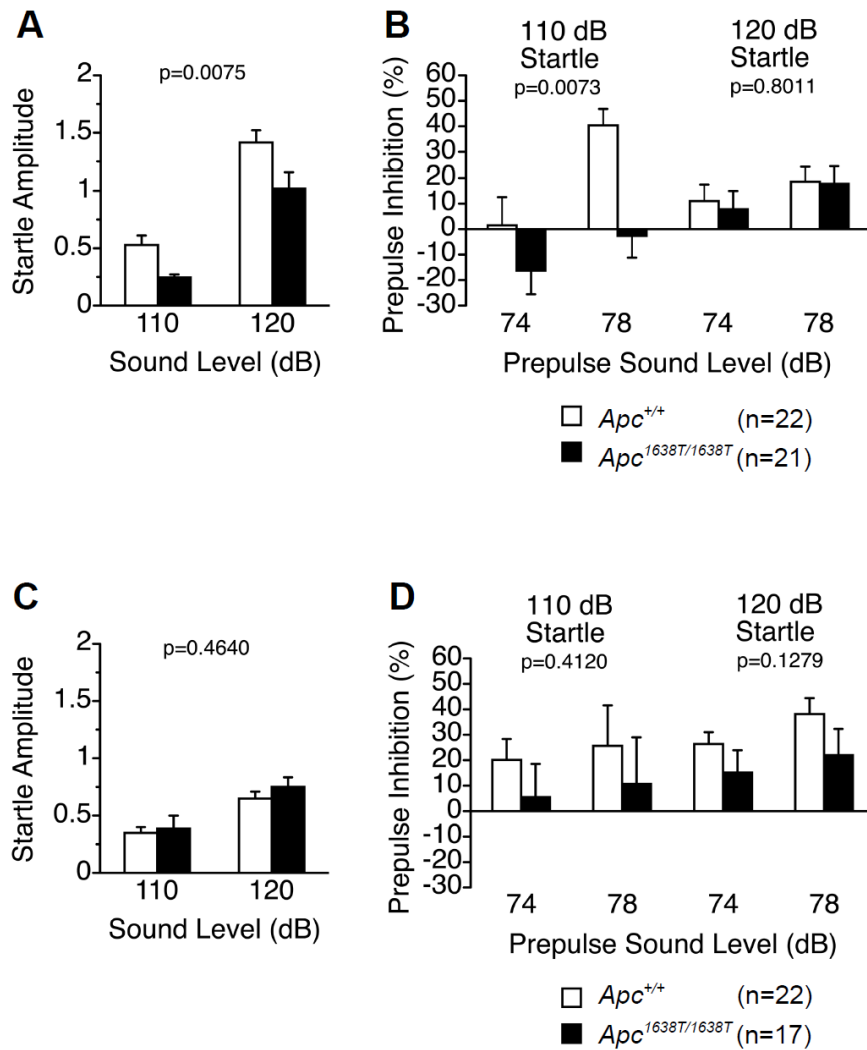 A
p=0.0075
Startle Amplitude
2
1.5
1
0.5
0
110 120
Sound Level (dB)
B
110 dB
Startle
p=0.0073
120 dB
Startle
p=0.8011
Prepulse Inhibition (%)
60
50
40
30
20
10
0
-10
-20
-30
74 78 74 78
Prepulse Sound Level (dB)
Apc+/+ (n=22)
Apc1638T/1638T (n=21)
C
p=0.4640
Startle Amplitude
2
1.5
1
0.5
0
110 120
Sound Level (dB)
D
110 dB
Startle
p=0.4120
120 dB
Startle
p=0.1279
Prepulse Inhibition (%)
60
50
40
30
20
10
0
-10
-20
-30
74 78 74 78
Prepulse Sound Level (dB)
Apc+/+ (n=22)
Apc1638T/1638T (n=17)